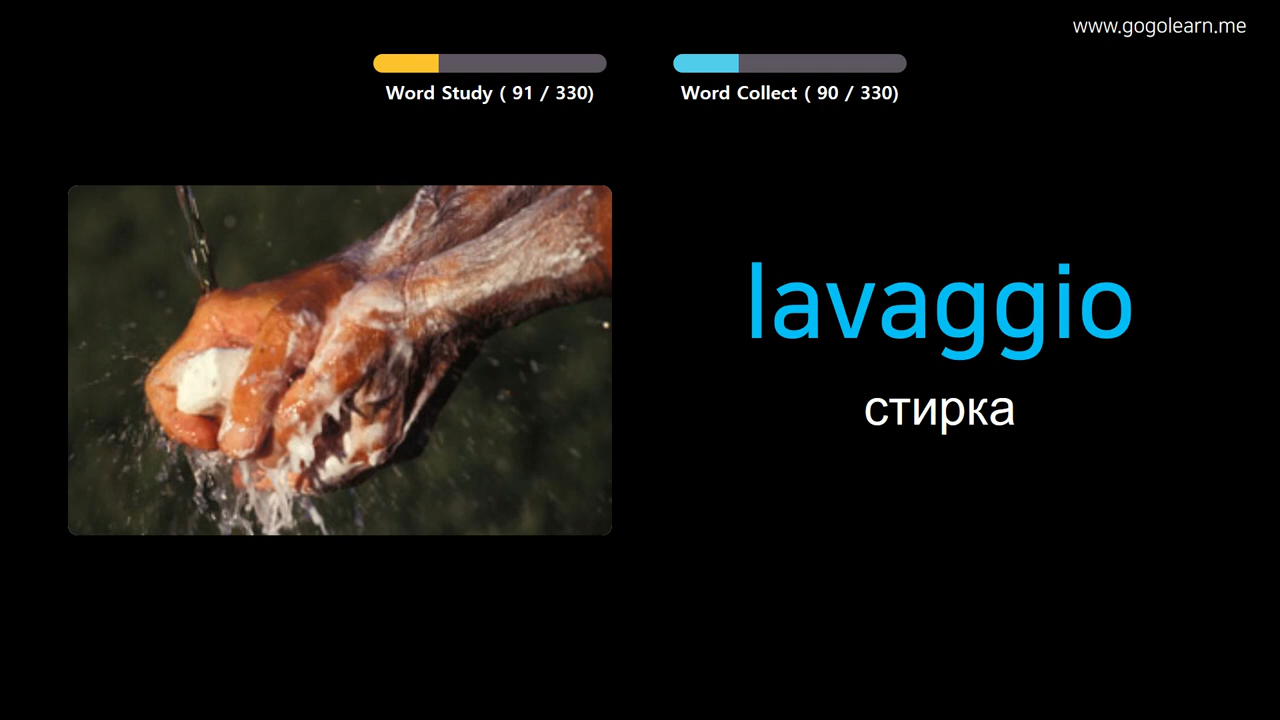 www.gogolearn.me
Word Study ( 91 / 330)
Word Collect ( 90 / 330)
lavaggio
стирка